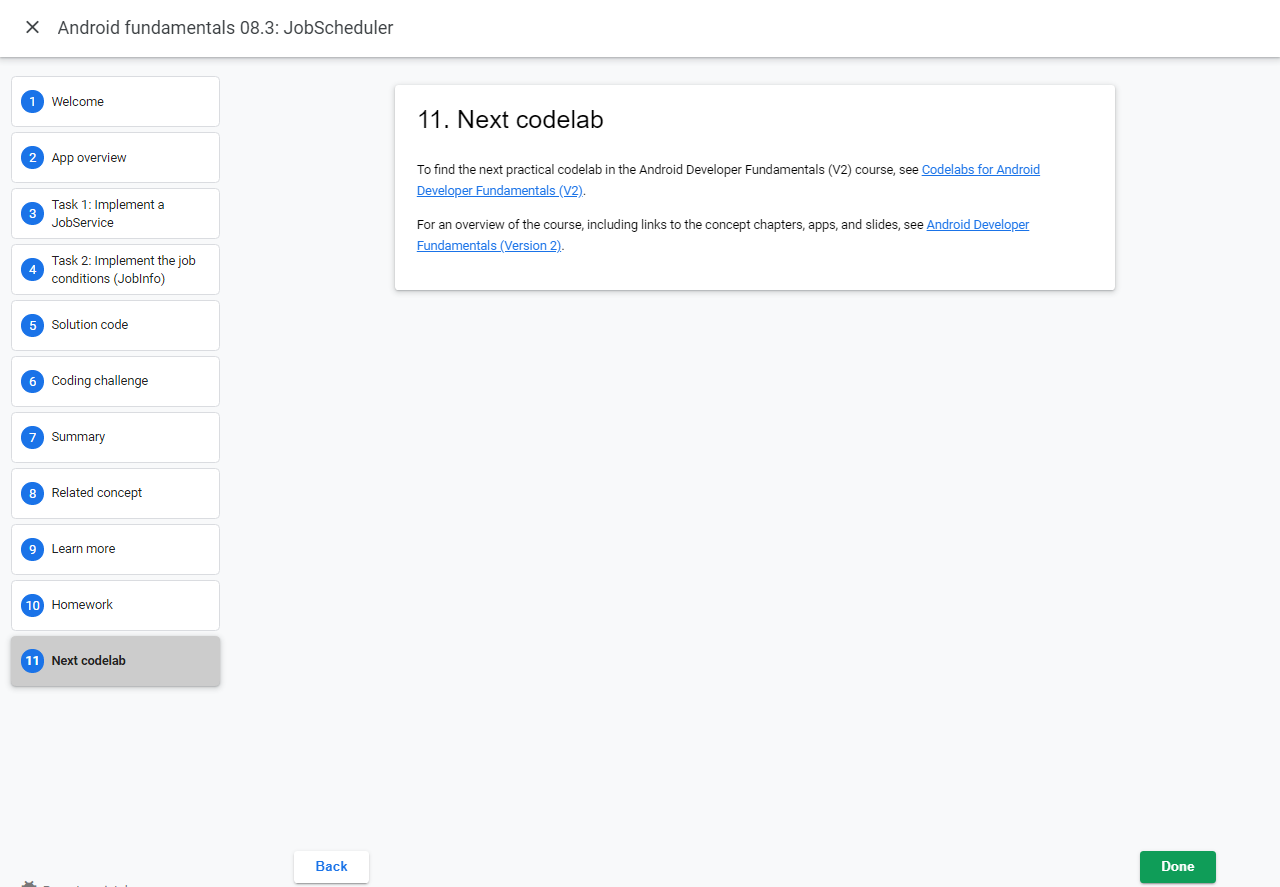 Android fundamentals 08.3: JobScheduler
1 Welcome
2 App overview
3 Task 1: Implement a
JobService
4 Task 2: Implement the job
conditions (JobInfo)
5 Solution code
6 Coding challenge
7 Summary
8 Related concept
9 Learn more
10 Homework
11 Next codelab
11. Next codelab
To find the next practical codelab in the Android Developer Fundamentals (V2) course, see Codelabs for Android
Developer Fundamentals (V2).
For an overview of the course, including links to the concept chapters, apps, and slides, see Android Developer
Fundamentals (Version 2).
Back
Done